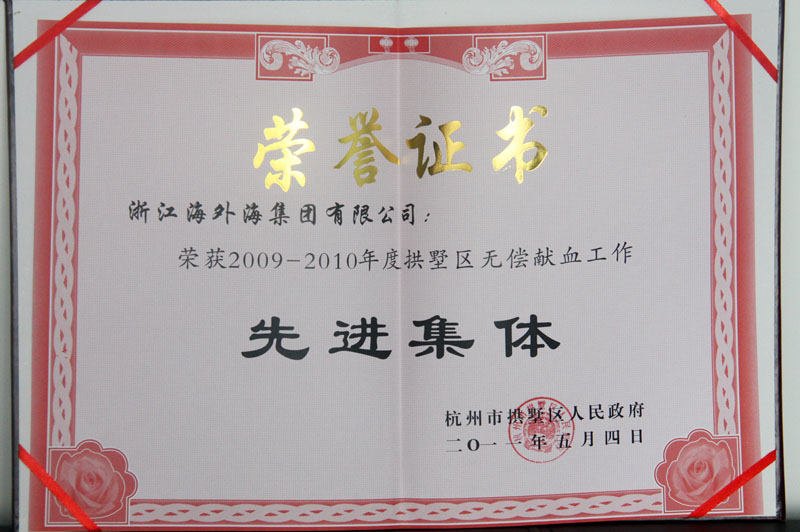 荣誉证书
浙江海外海集团有限公司：
荣获2009-2010年度拱墅区无偿献血工作
先进集体
杭州市拱墅区人民政府
二〇一一年五月四日